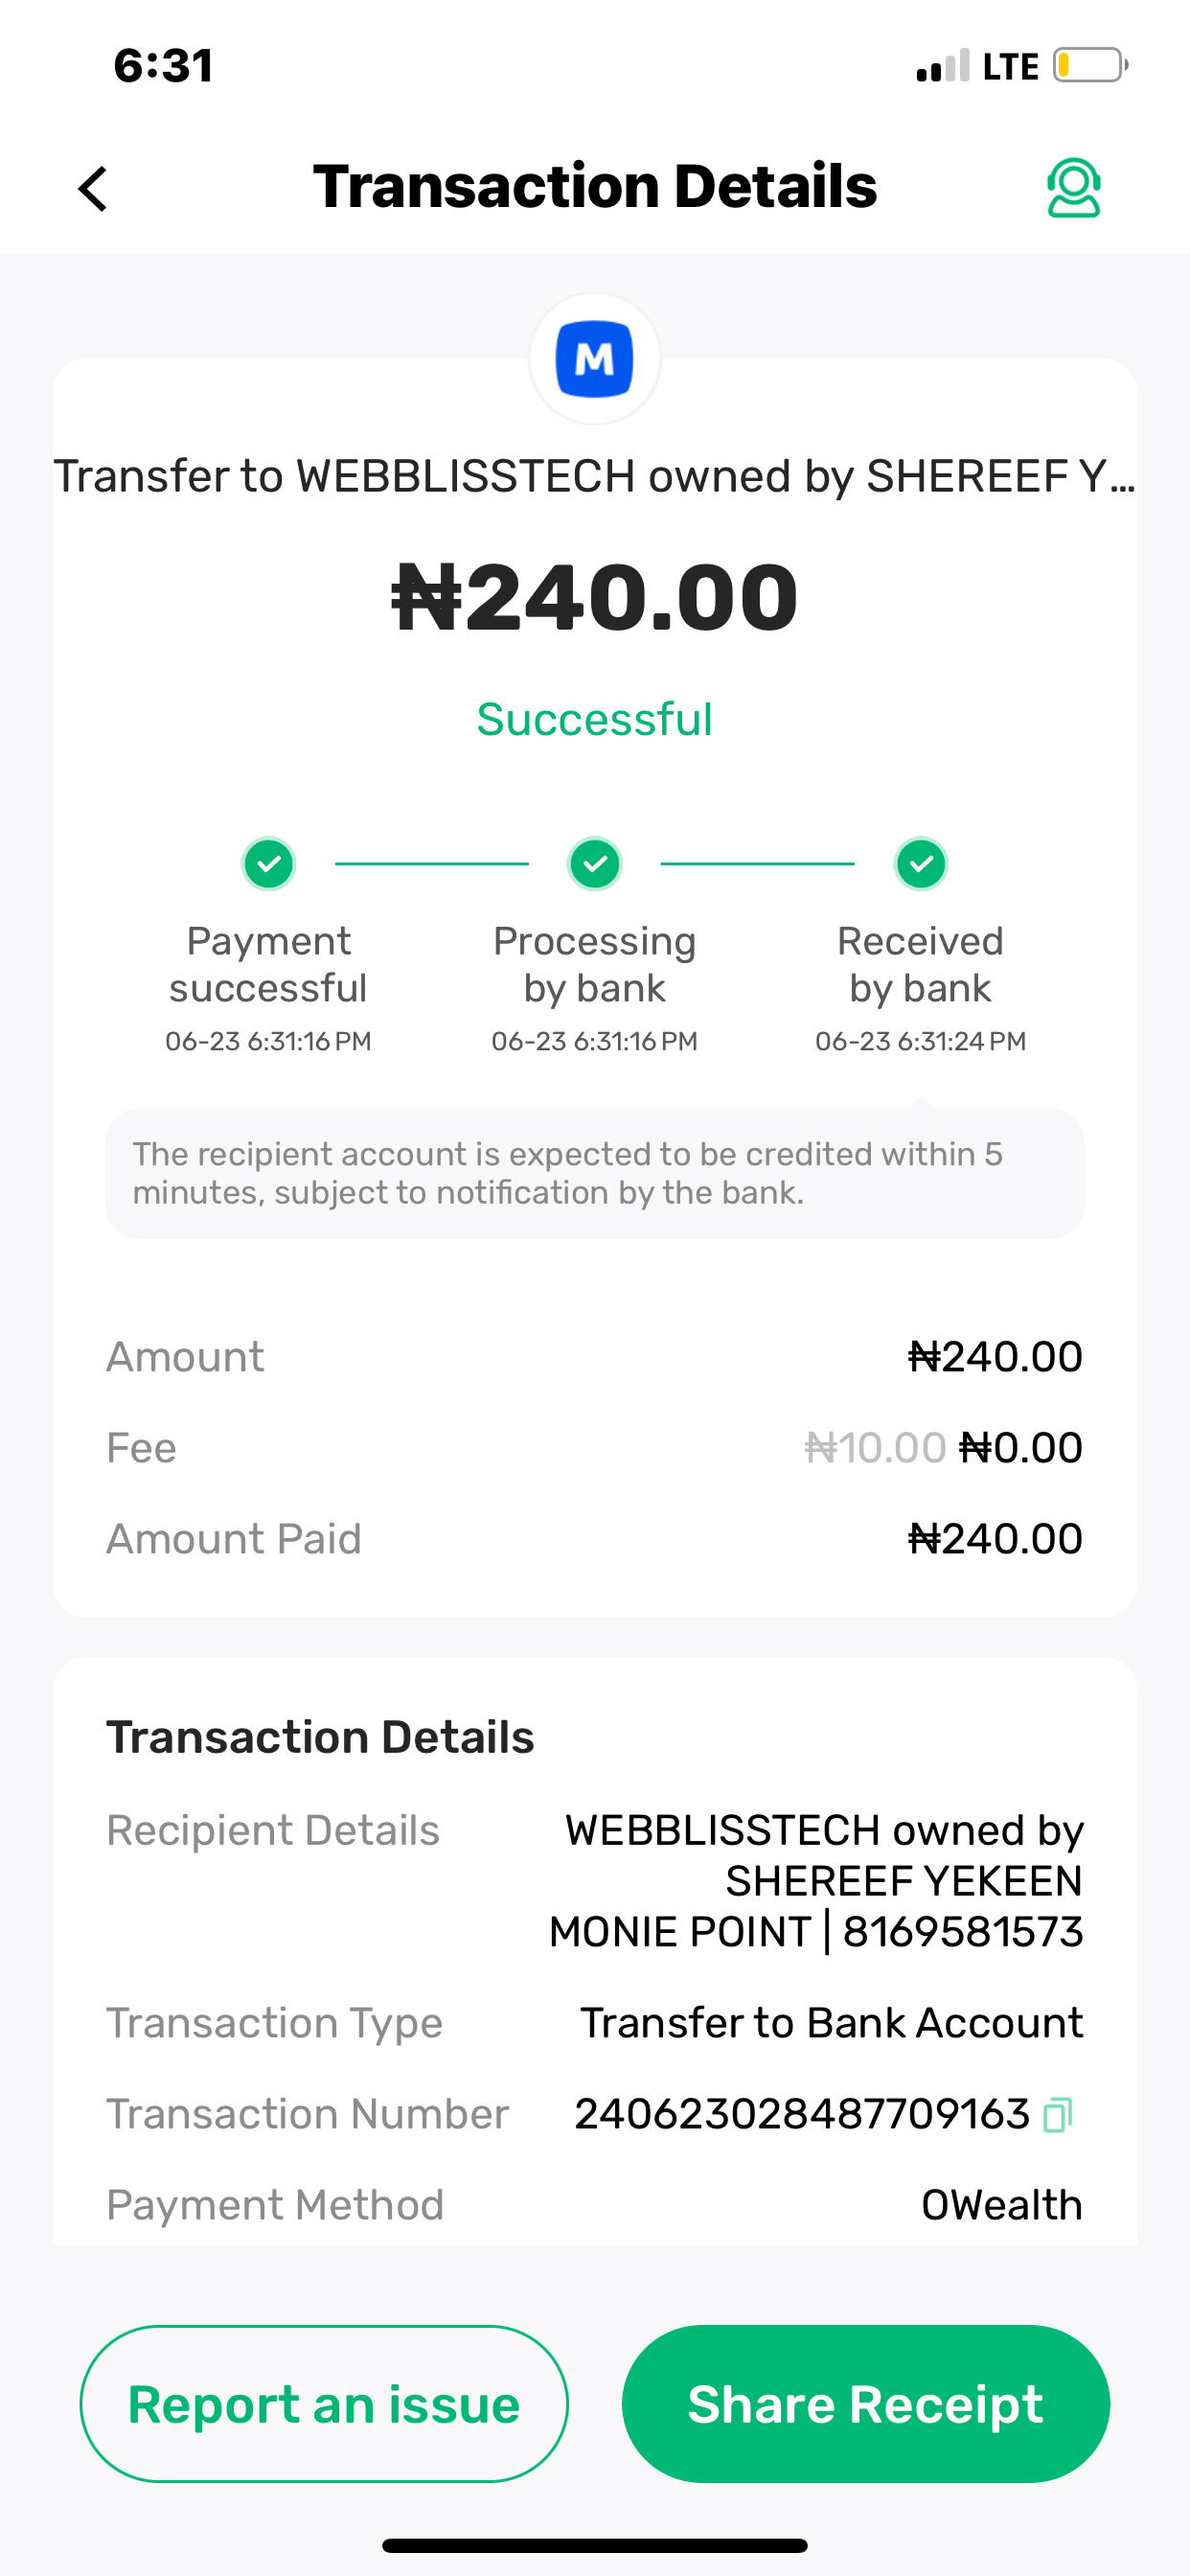 6:31
LTE
Transaction Details
M
Transfer to WEBBLISSTECH owned by SHEREEF Y...
₦240.00
Successful
Payment successful
06-23 6:31:16 PM
Processing by bank
06-23 6:31:16 PM
Received by bank
06-23 6:31:24 PM
The recipient account is expected to be credited within 5
minutes, subject to notification by the bank.
Amount ₦240.00
Fee ₦10.00 ₦0.00
Amount Paid ₦240.00
Transaction Details
Recipient Details WEBBLISSTECH owned by
SHEREEF YEKEEN
MONIE POINT | 8169581573
Transaction Type Transfer to Bank Account
Transaction Number 240623028487709163
Payment Method OWealth
Report an issue
Share Receipt